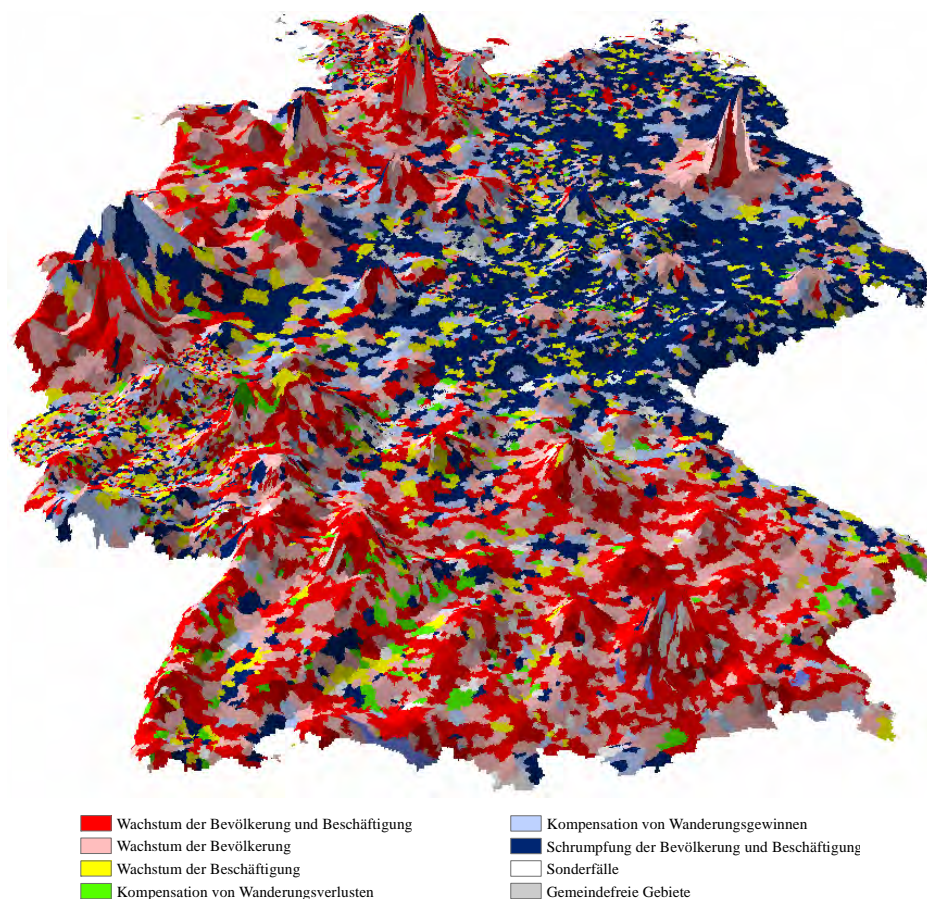 Wachstum der Bevölkerung und Beschäftigung
Wachstum der Bevölkerung
Wachstum der Beschäftigung
Kompensation von Wanderungsverlusten
Kompensation von Wanderungsgewinnen
Schrumpfung der Bevölkerung und Beschäftigung
Sonderfälle
Gemeindefreie Gebiete